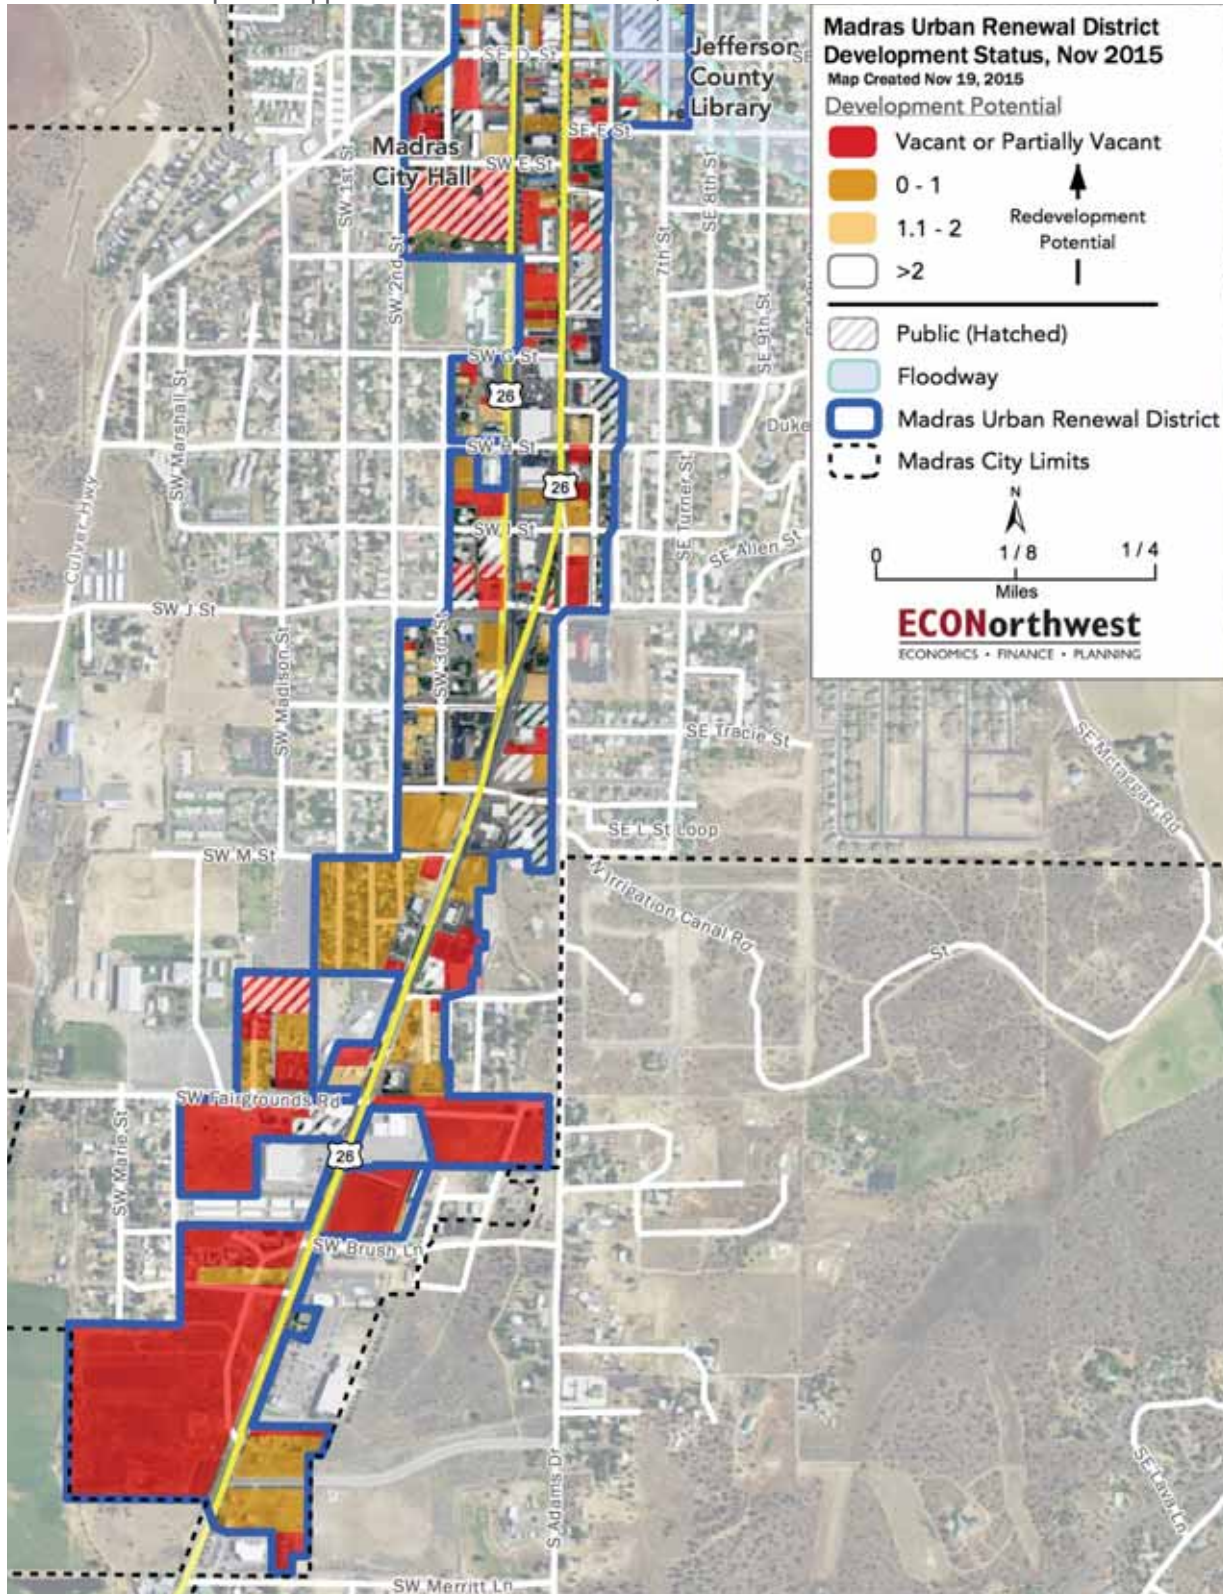 Madras Urban Renewal District
Development Status, Nov 2015
Map Created Nov 19, 2015
Development Potential
Vacant or Partially Vacant
0 - 1
1.1 - 2
>2
Redevelopment
Potential
Public (Hatched)
Floodway
Madras Urban Renewal District
Madras City Limits
N
0
1 / 8
1 / 4
Miles
ECONorthwest
ECONOMICS • FINANCE • PLANNING
SE D St
Jefferson
County
Library
SE
SE E St
Madras
City Hall
SW E St
SW 1st St
SW 2nd St
7th St
SE 8th St
SE 9th St
SW G St
26
SW Marshall St
Duke
SW H St
26
Culver Hwy
SE Turner St
SW I St
SE Allen St
SW J St
SW 3rd St
SW Madison St
SE Tracie St
SE McTaggart Rd
SE L St Loop
SW M St
N Irrigation Canal Rd
St
SW Fairgrounds Rd
SW Marie St
26
SW Brush Ln
S Adams Dr
SE Lava Ln
SW Merritt Ln